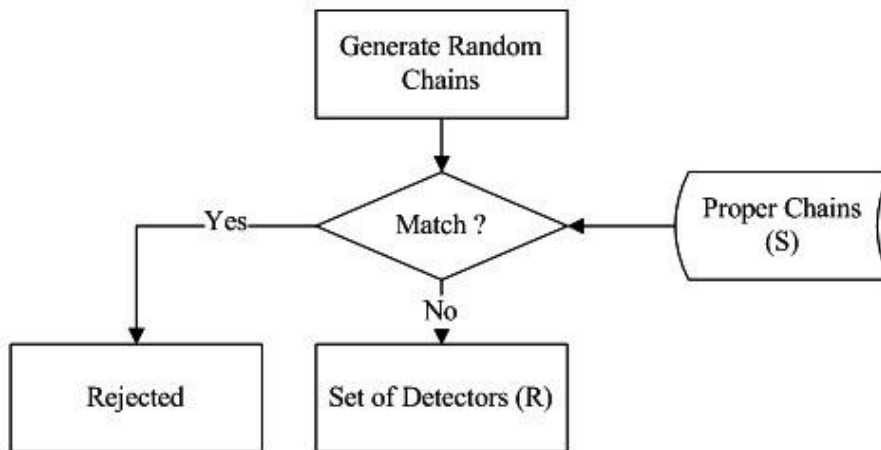 Generate Random
Chains
Yes
Match ?
Proper Chains
(S)
No
Rejected
Set of Detectors (R)